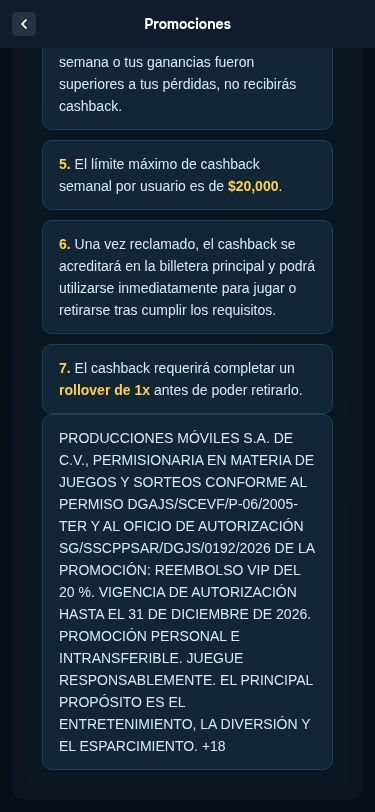 Promociones
semana o tus ganancias fueron
superiores a tus pérdidas, no recibirás
cashback.
5. El límite máximo de cashback
semanal por usuario es de $20,000.
6. Una vez reclamado, el cashback se
acreditará en la billetera principal y podrá
utilizarse inmediatamente para jugar o
retirarse tras cumplir los requisitos.
7. El cashback requerirá completar un
rollover de 1x antes de poder retirarlo.
PRODUCCIONES MÓVILES S.A. DE
C.V., PERMISIONARIA EN MATERIA DE
JUEGOS Y SORTEOS CONFORME AL
PERMISO DGAJS/SCEVF/P-06/2005-
TER Y AL OFICIO DE AUTORIZACIÓN
SG/SSCPPSAR/DGJS/0192/2026 DE LA
PROMOCIÓN: REEMBOLSO VIP DEL
20 %. VIGENCIA DE AUTORIZACIÓN
HASTA EL 31 DE DICIEMBRE DE 2026.
PROMOCIÓN PERSONAL E
INTRANSFERIBLE. JUEGUE
RESPONSABLEMENTE. EL PRINCIPAL
PROPÓSITO ES EL
ENTRETENIMIENTO, LA DIVERSIÓN Y
EL ESPARCIMIENTO. +18